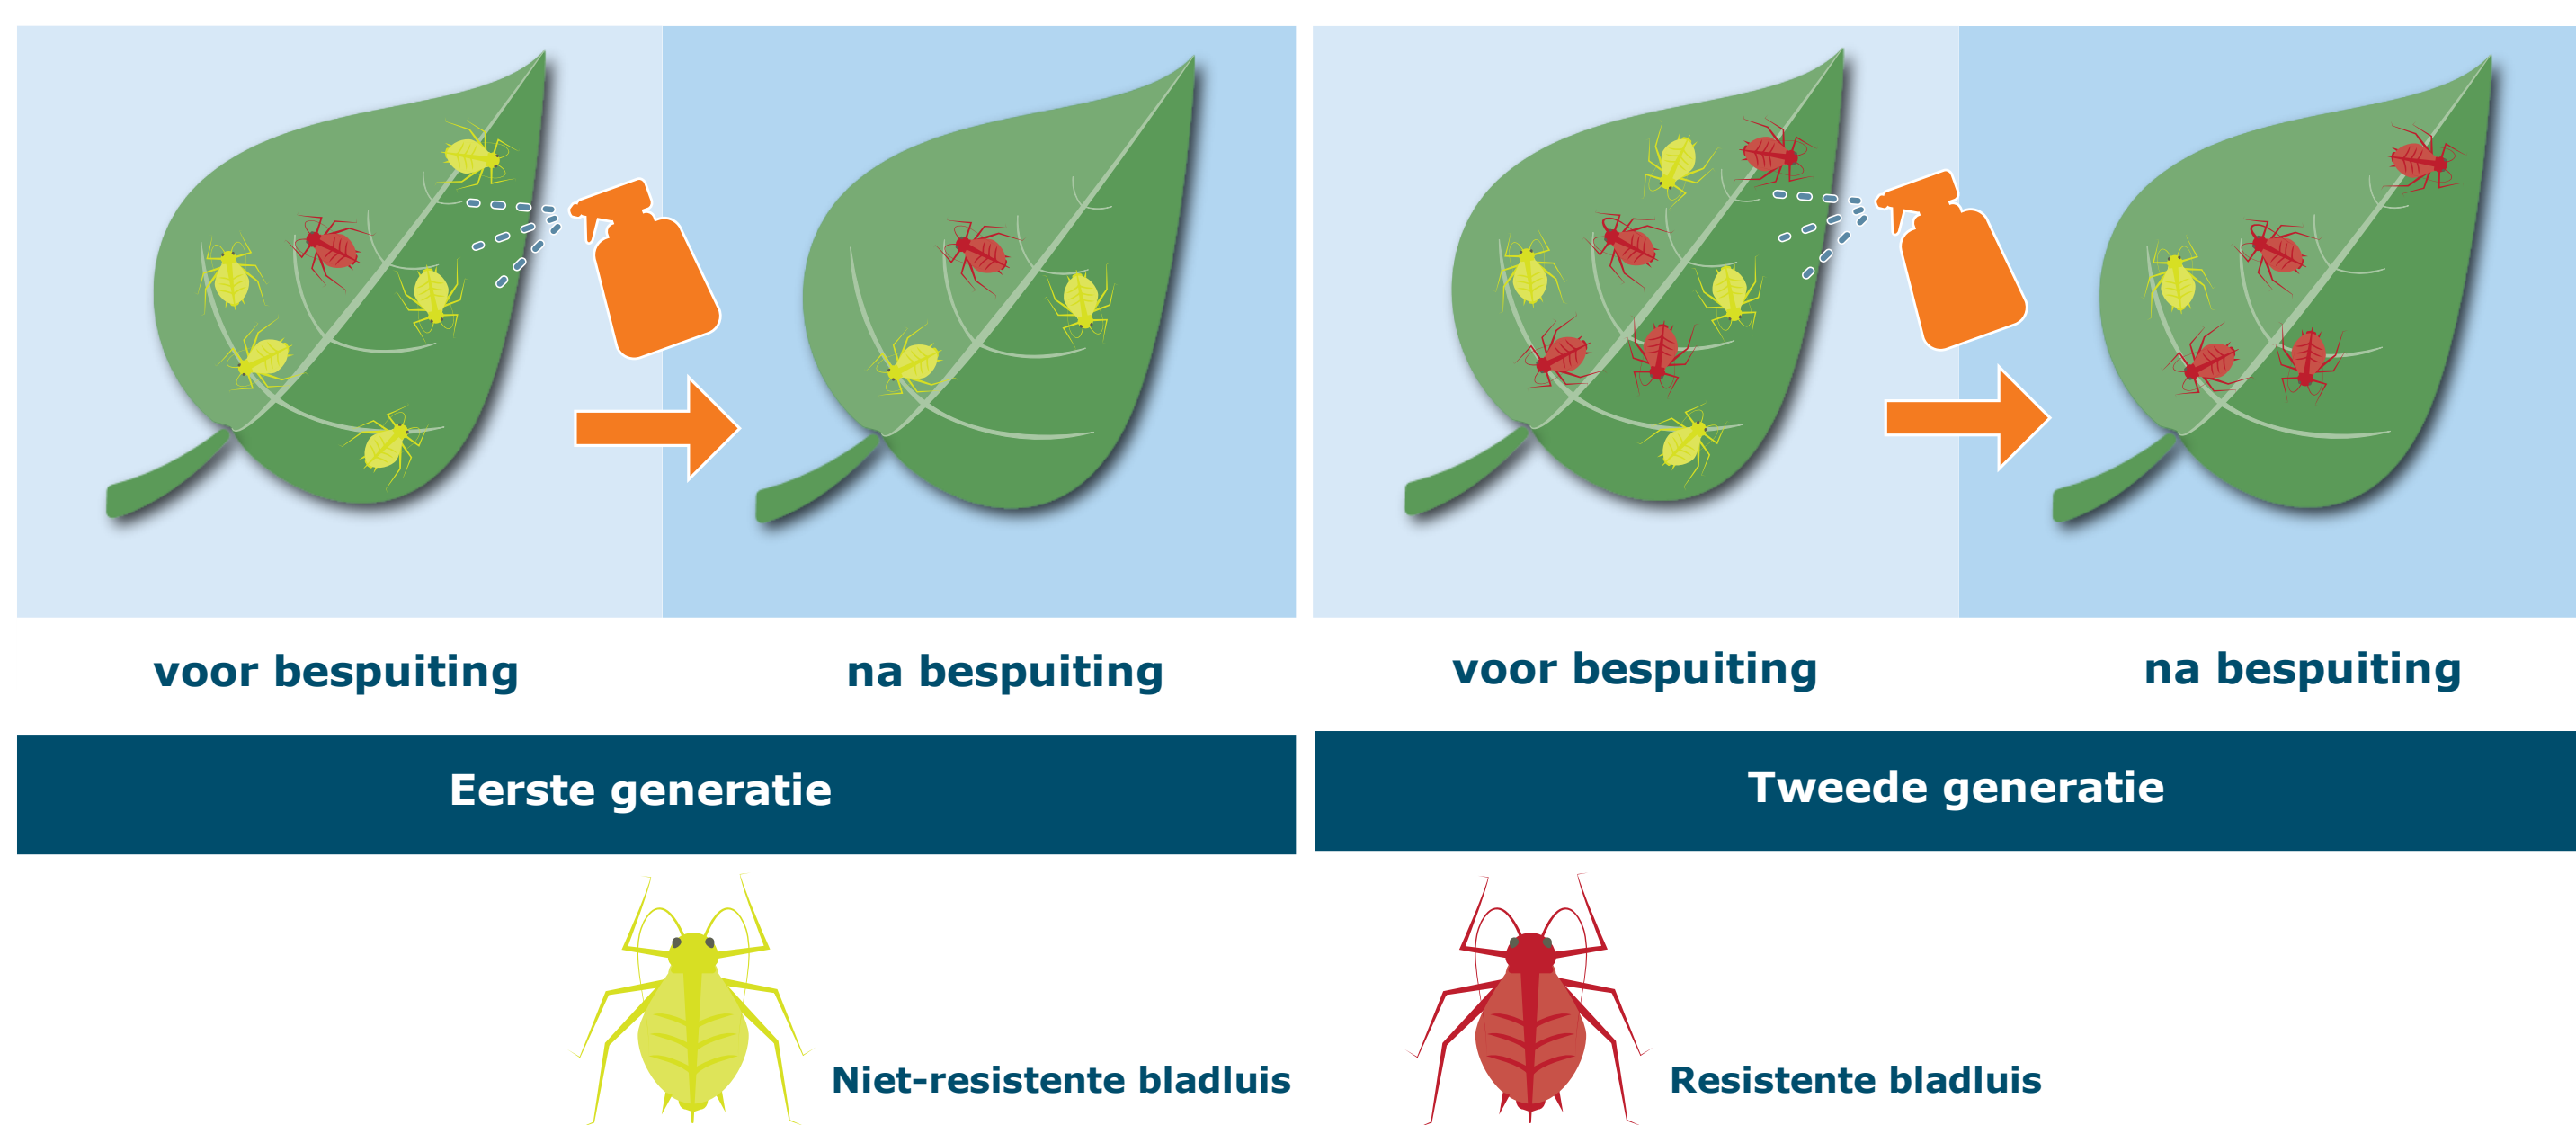 voor bespuiting
na bespuiting
voor bespuiting
na bespuiting
Eerste generatie
Tweede generatie
Niet-resistente bladluis
Resistente bladluis